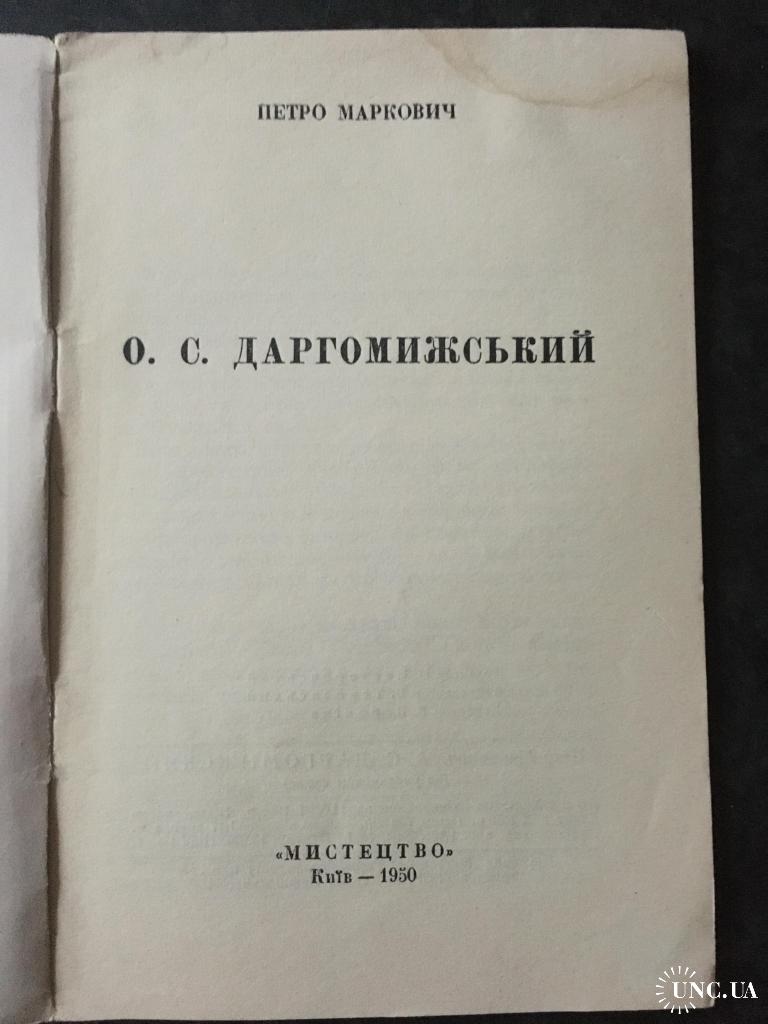 ПЕТРО МАРКОВИЧ
О. С. ДАРГОМИЖСЬКИЙ
«МИСТЕЦТВО»
Київ — 1950
UNC.UA